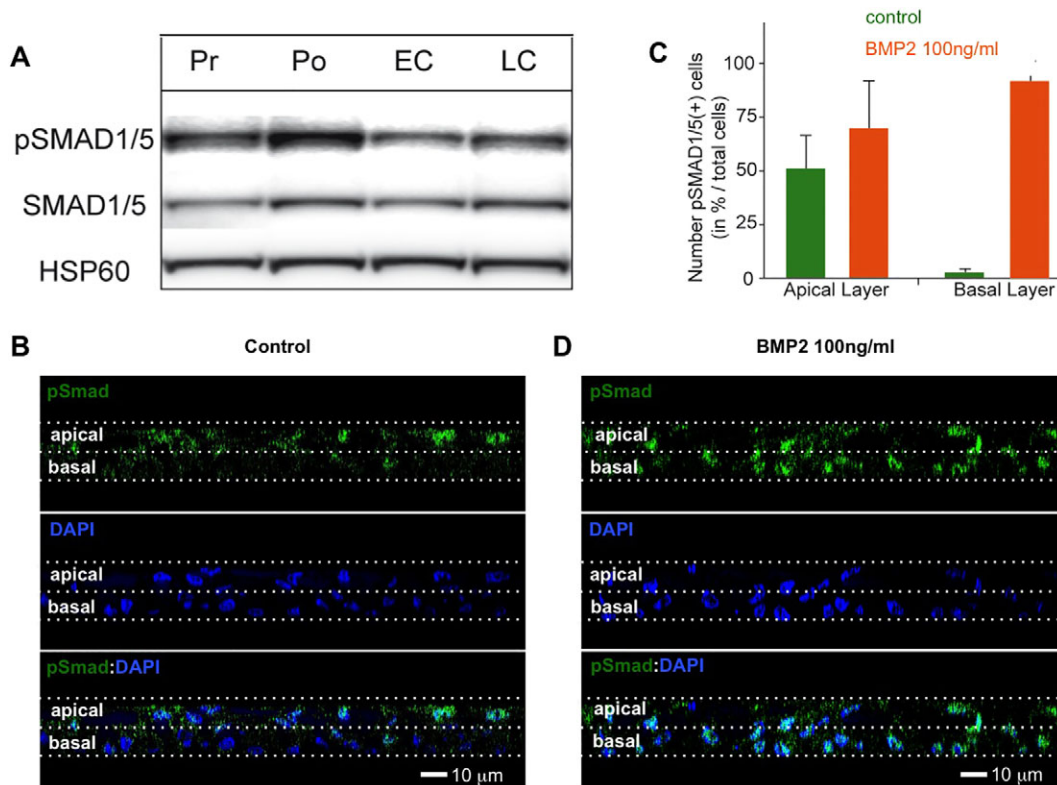 A
Pr Po EC LC
pSMAD1/5
SMAD1/5
HSP60
C
control
BMP2 100ng/ml
Number pSMAD1/5(+) cells
(in % / total cells)
100
75
50
25
0
Apical Layer Basal Layer
B Control
pSmad
apical
basal
DAPI
apical
basal
pSmad:DAPI
apical
basal
10 µm
D BMP2 100ng/ml
pSmad
apical
basal
DAPI
apical
basal
pSmad:DAPI
apical
basal
10 µm